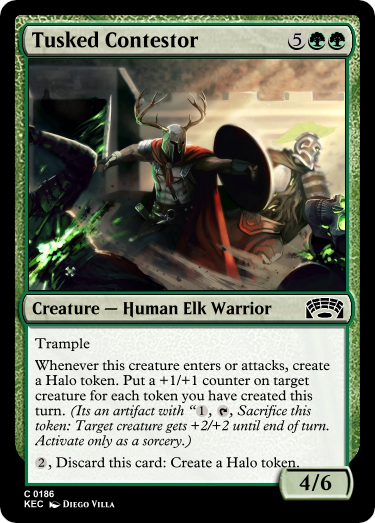 Tusked Contestor 5
Creature — Human Elk Warrior
Trample
Whenever this creature enters or attacks, create
a Halo token. Put a +1/+1 counter on target
creature for each token you have created this
turn. (Its an artifact with “1, , Sacrifice this
token: Target creature gets +2/+2 until end of turn.
Activate only as a sorcery.)
2, Discard this card: Create a Halo token.
4/6
C 0186
KEC Diego Villa